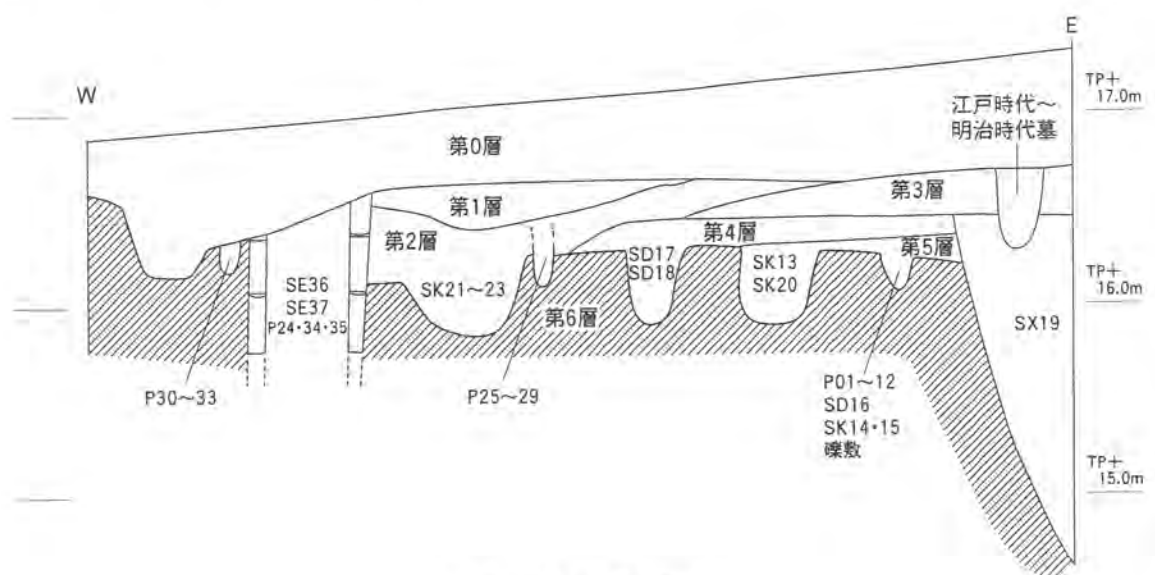 W
E
TP+
17.0m
江戸時代～
明治時代墓
第0層
第1層
第3層
第2層
第4層
第5層
SD17
SD18
SK13
SK20
SE36
SE37
P24・34・35
SK21～23
第6層
TP+
16.0m
SX19
P30～33
P25～29
P01～12
SD16
SK14・15
礫敷
TP+
15.0m